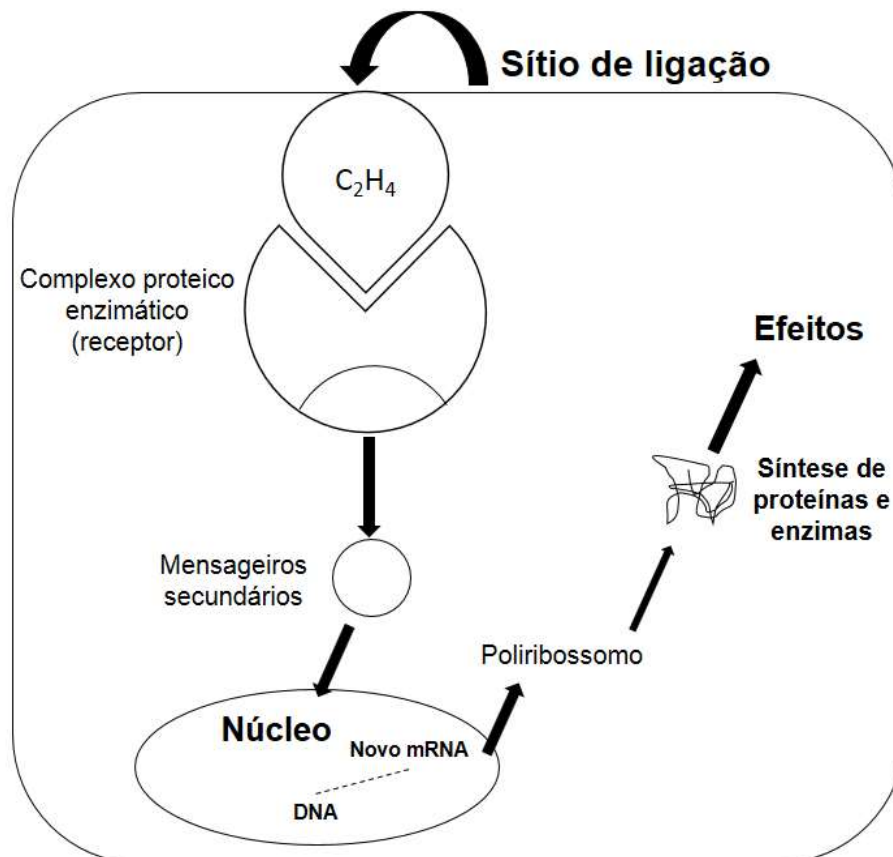 Sítio de ligação
C₂H₄
Complexo proteico
enzimático
(receptor)
Efeitos
Síntese de
proteínas e
enzimas
Mensageiros
secundários
Poliribossomo
Núcleo
Novo mRNA
DNA